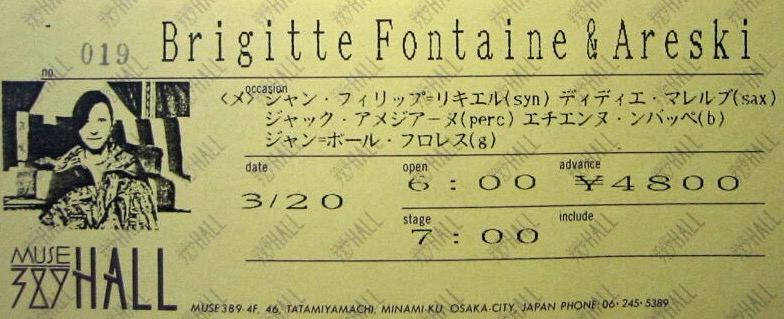 019 Brigitte Fontaine & Areski
no.
occasion
<メ> ジャン・フィリップ=リキエル(syn) ディディエ・マレルブ(sax)
ジャック・アメジアーヌ(perc) エチエンヌ・ンバッペ(b)
ジャン=ポール・フロレス(g)
date open advance
3/20 6:00 ¥4800
stage include
7:00
MUSE
389 HALL
MUSE 389-4F, 46, TATAMIYAMACHI, MINAMI-KU, OSAKA-CITY, JAPAN PHONE: 06·245·5389